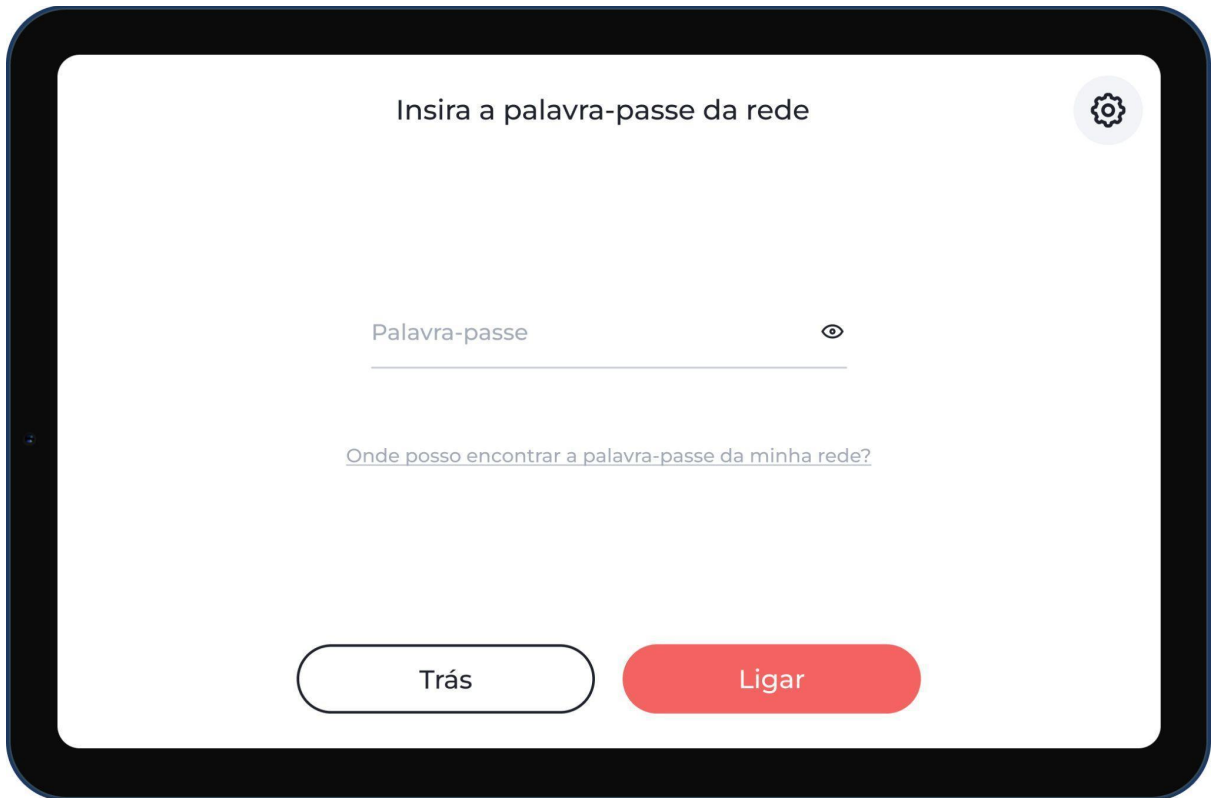 Insira a palavra-passe da rede
Palavra-passe
Onde posso encontrar a palavra-passe da minha rede?
Trás
Ligar